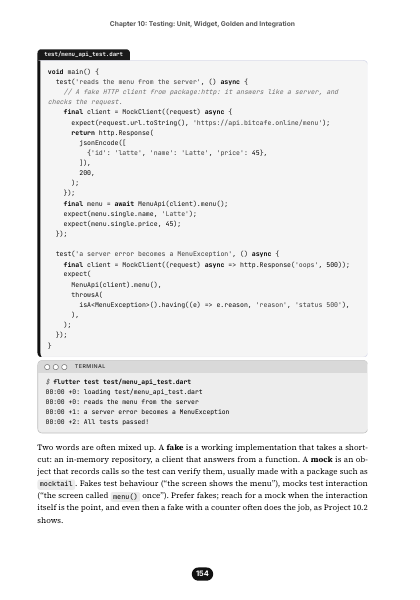 Chapter 10: Testing: Unit, Widget, Golden and Integration
test/menu_api_test.dart
void main() {
  test('reads the menu from the server', () async {
    // A fake HTTP client from package:http: it answers like a server, and
checks the request.
    final client = MockClient((request) async {
      expect(request.url.toString(), 'https://api.bitcafe.online/menu');
      return http.Response(
        jsonEncode([
          {'id': 'latte', 'name': 'Latte', 'price': 45},
        ]),
        200,
      );
    });
    final menu = await MenuApi(client).menu();
    expect(menu.single.name, 'Latte');
    expect(menu.single.price, 45);
  });

  test('a server error becomes a MenuException', () async {
    final client = MockClient((request) async => http.Response('oops', 500));
    expect(
      MenuApi(client).menu(),
      throwsA(
        isA<MenuException>().having((e) => e.reason, 'reason', 'status 500'),
      ),
    );
  });
}
TERMINAL
$ flutter test test/menu_api_test.dart
00:00 +0: loading test/menu_api_test.dart
00:00 +0: reads the menu from the server
00:00 +1: a server error becomes a MenuException
00:00 +2: All tests passed!
Two words are often mixed up. A fake is a working implementation that takes a short-
cut: an in-memory repository, a client that answers from a function. A mock is an ob-
ject that records calls so the test can verify them, usually made with a package such as
mocktail. Fakes test behaviour (“the screen shows the menu”), mocks test interaction
(“the screen called menu() once”). Prefer fakes; reach for a mock when the interaction
itself is the point, and even then a fake with a counter often does the job, as Project 10.2
shows.
154